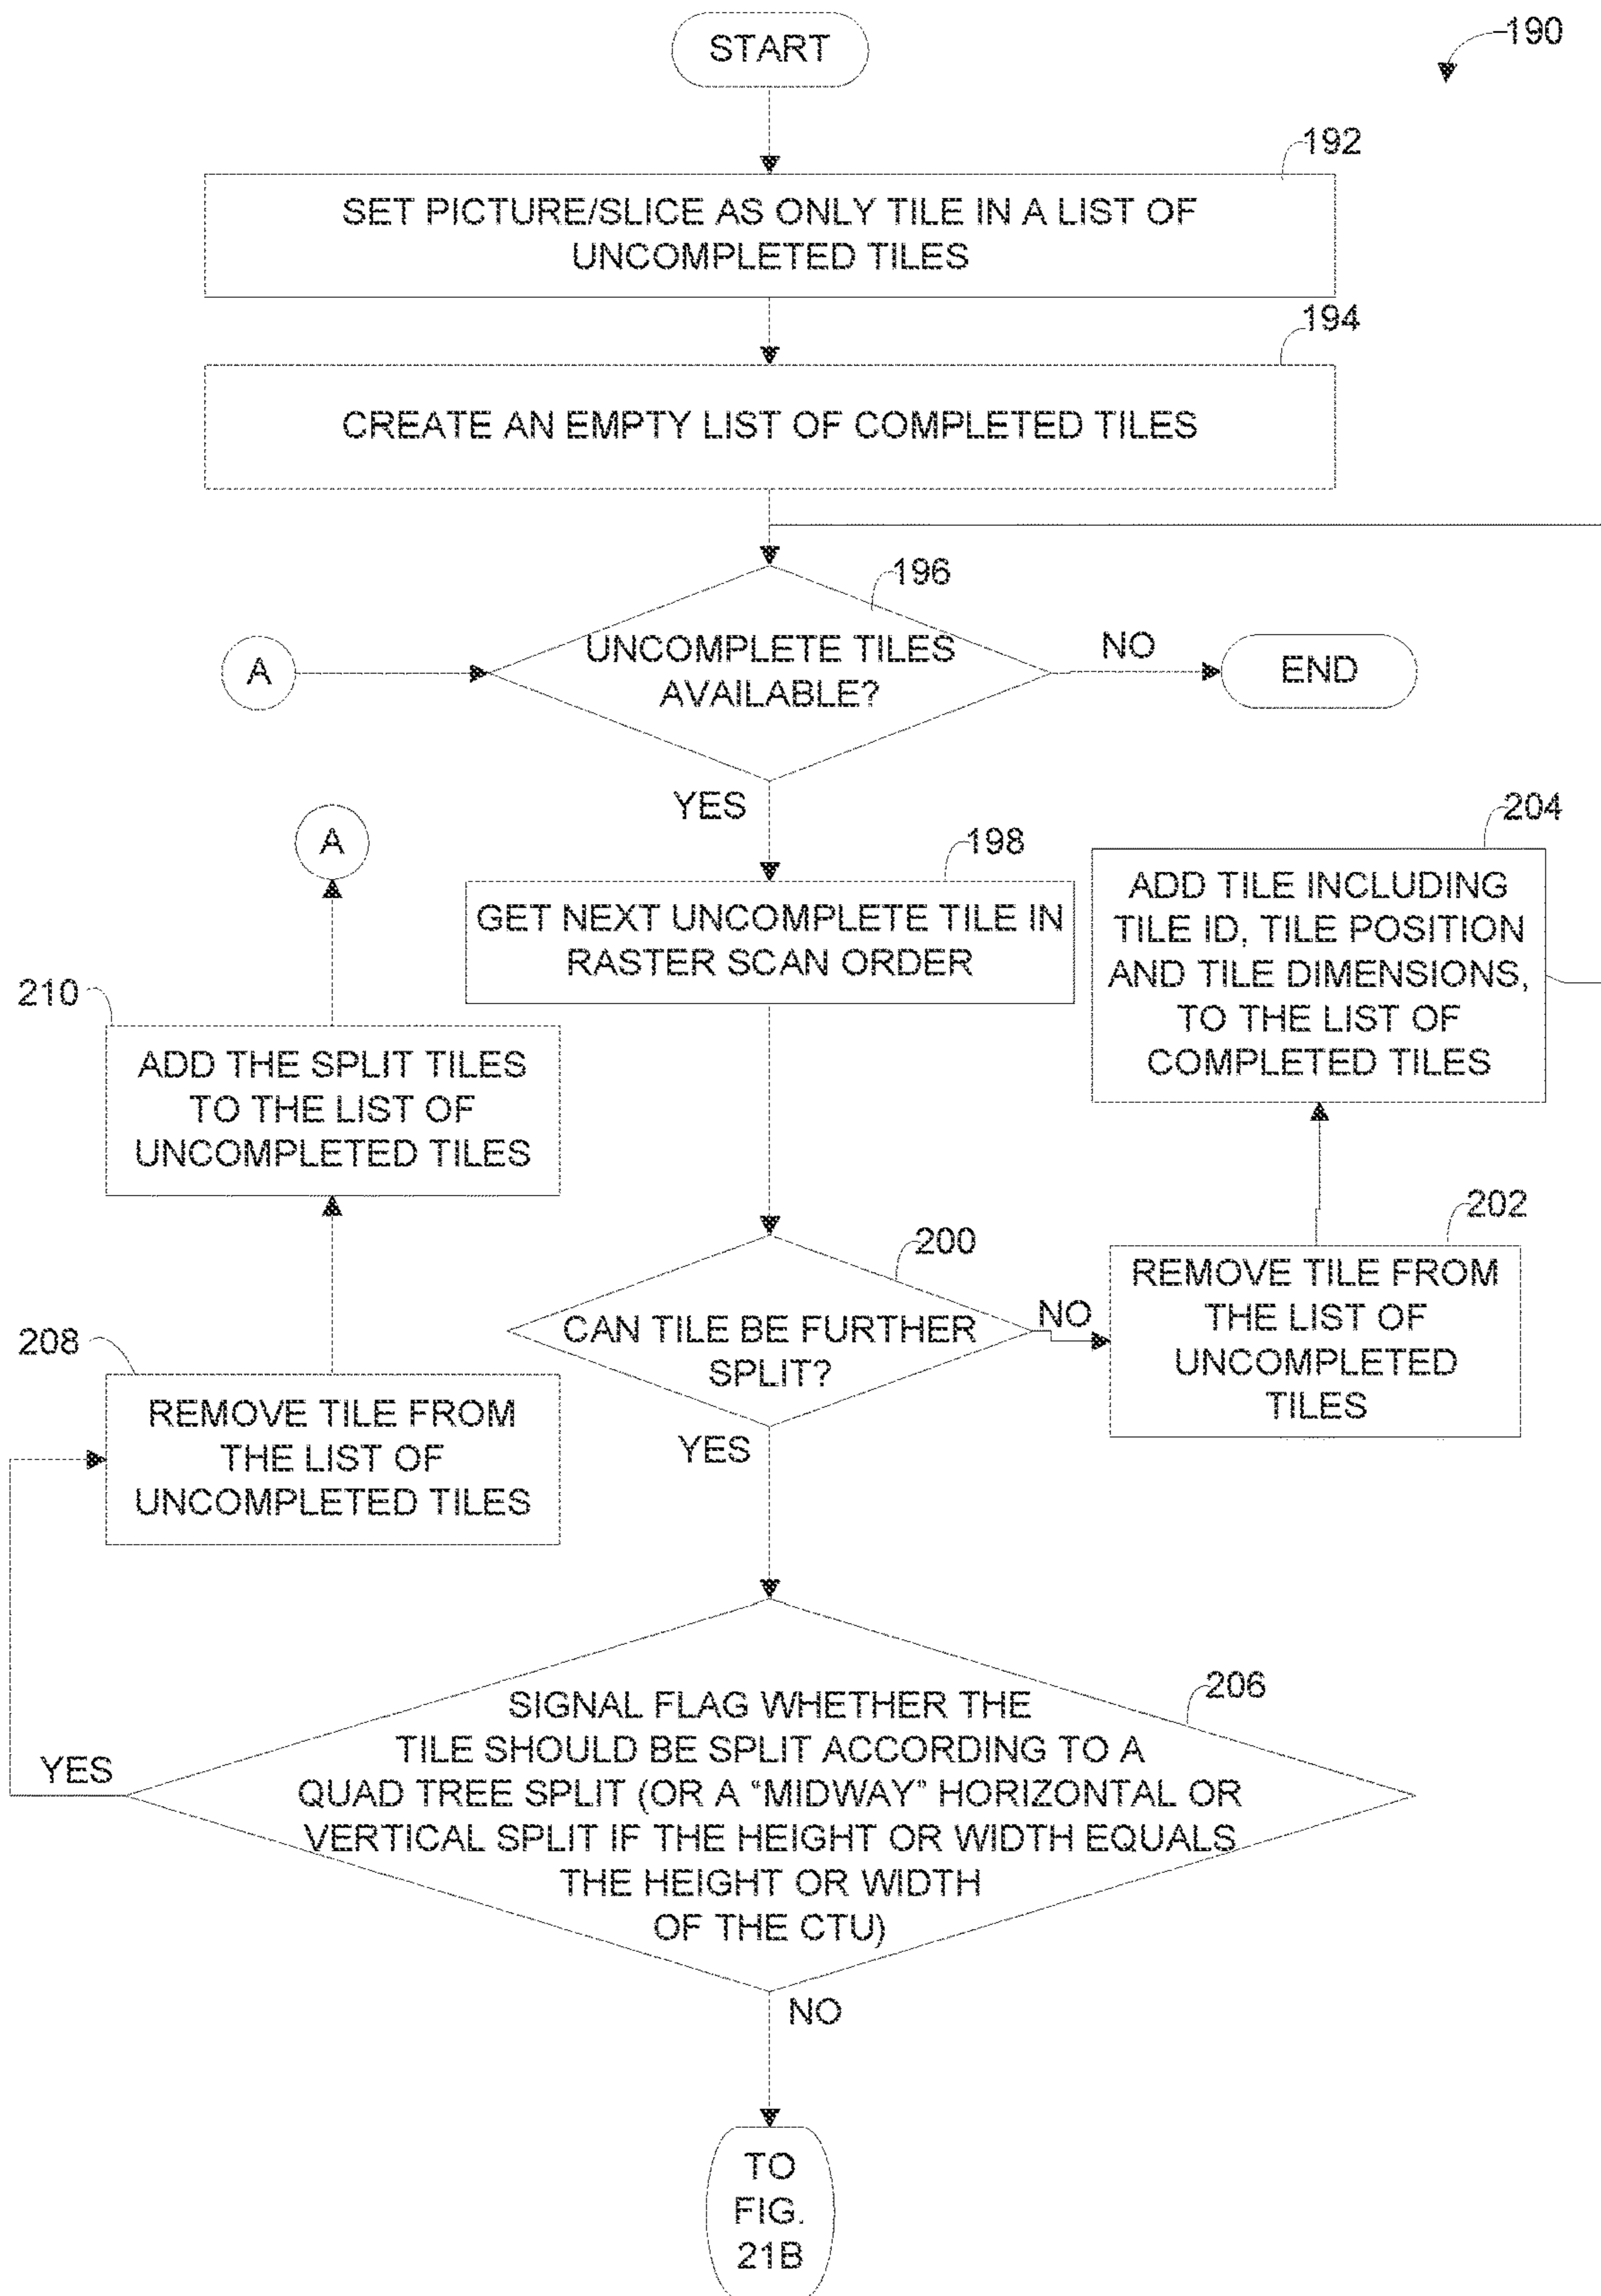 START
190
192
SET PICTURE/SLICE AS ONLY TILE IN A LIST OF
UNCOMPLETED TILES
194
CREATE AN EMPTY LIST OF COMPLETED TILES
196
A
UNCOMPLETE TILES
AVAILABLE?
NO
END
YES
A
198
GET NEXT UNCOMPLETE TILE IN
RASTER SCAN ORDER
204
ADD TILE INCLUDING
TILE ID, TILE POSITION
AND TILE DIMENSIONS,
TO THE LIST OF
COMPLETED TILES
210
ADD THE SPLIT TILES
TO THE LIST OF
UNCOMPLETED TILES
200
CAN TILE BE FURTHER
SPLIT?
NO
202
REMOVE TILE FROM
THE LIST OF
UNCOMPLETED
TILES
208
REMOVE TILE FROM
THE LIST OF
UNCOMPLETED TILES
YES
206
SIGNAL FLAG WHETHER THE
TILE SHOULD BE SPLIT ACCORDING TO A
QUAD TREE SPLIT (OR A “MIDWAY” HORIZONTAL OR
VERTICAL SPLIT IF THE HEIGHT OR WIDTH EQUALS
THE HEIGHT OR WIDTH
OF THE CTU)
YES
NO
TO
FIG.
21B